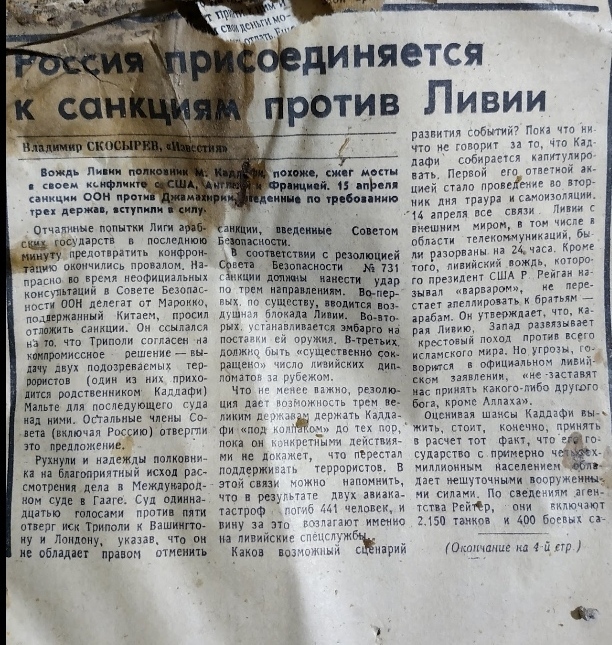 свои деньги мо-
Россия присоединяется
к санкциям против Ливии
Владимир СКОСЫРЕВ, «Известия»
Вождь Ливии полковник М. Каддафи, похоже, сжег мосты
в своем конфликте с США, Англией и Францией. 15 апреля
санкции ООН против Джамахирии, введенные по требованию
трех держав, вступили в силу.
Отчаянные попытки Лиги араб-
ских государств в последнюю
минуту предотвратить конфрон-
тацию окончились провалом. На-
прасно во время неофициальных
консультаций в Совете Безопас-
ности ООН делегат от Марокко,
поддержанный Китаем, просил
отложить санкции. Он ссылался
на то, что Триполи согласен на
компромиссное решение — вы-
дачу двух подозреваемых тер-
рористов (один из них прихо-
дится родственником Каддафи)
Мальте для последующего суда
над ними. Остальные члены Со-
вета (включая Россию) отвергли
это предложение.
Рухнули и надежды полковни-
ка на благоприятный исход рас-
смотрения дела в Международ-
ном суде в Гааге. Суд одинна-
дцатью голосами против пяти
отверг иск Триполи к Вашингто-
ну и Лондону, указав, что он
не обладает правом отменить
санкции, введенные Советом
Безопасности.
В соответствии с резолюцией
Совета Безопасности № 731
санкции должны нанести удар
по трем направлениям. Во-пер-
вых, по существу, вводится воз-
душная блокада Ливии. Во-вто-
рых, устанавливается эмбарго на
поставки ей оружия. В-третьих,
должно быть «существенно сок-
ращено» число ливийских дип-
ломатов за рубежом.
Что не менее важно, резолю-
ция дает возможность трем ве-
ликим державам держать Кадда-
фи «под колпаком» до тех пор,
пока он конкретными действия-
ми не докажет, что перестал
поддерживать террористов. В
этой связи можно напомнить,
что в результате двух авиака-
тастроф погиб 441 человек, и
вину за это возлагают именно
на ливийские спецслужбы.
Каков возможный сценарий
развития событий? Пока что ни-
что не говорит за то, что Кад-
дафи собирается капитулиро-
вать. Первой его ответной ак-
цией стало проведение во втор-
ник дня траура и самоизоляции.
14 апреля все связи Ливии с
внешним миром, в том числе в
области телекоммуникаций, бы-
ли разорваны на 24 часа. Кроме
того, ливийский вождь, которо-
го президент США Р. Рейган на-
зывал «варваром», не пере-
стает апеллировать к братьям —
арабам. Он утверждает, что, ка-
рая Ливию, Запад развязывает
крестовый поход против всего
исламского мира. Но угрозы, го-
ворится в официальном ливий-
ском заявлении, «не заставят
нас принять какого-либо другого
бога, кроме Аллаха».
Оценивая шансы Каддафи вы-
жить, стоит, конечно, принять
в расчет тот факт, что его го-
сударство с примерно четырех-
миллионным населением обла-
дает нешуточными вооруженны-
ми силами. По сведениям аген-
тства Рейтер, они включают
2.150 танков и 400 боевых са-
(Окончание на 4-й стр.)